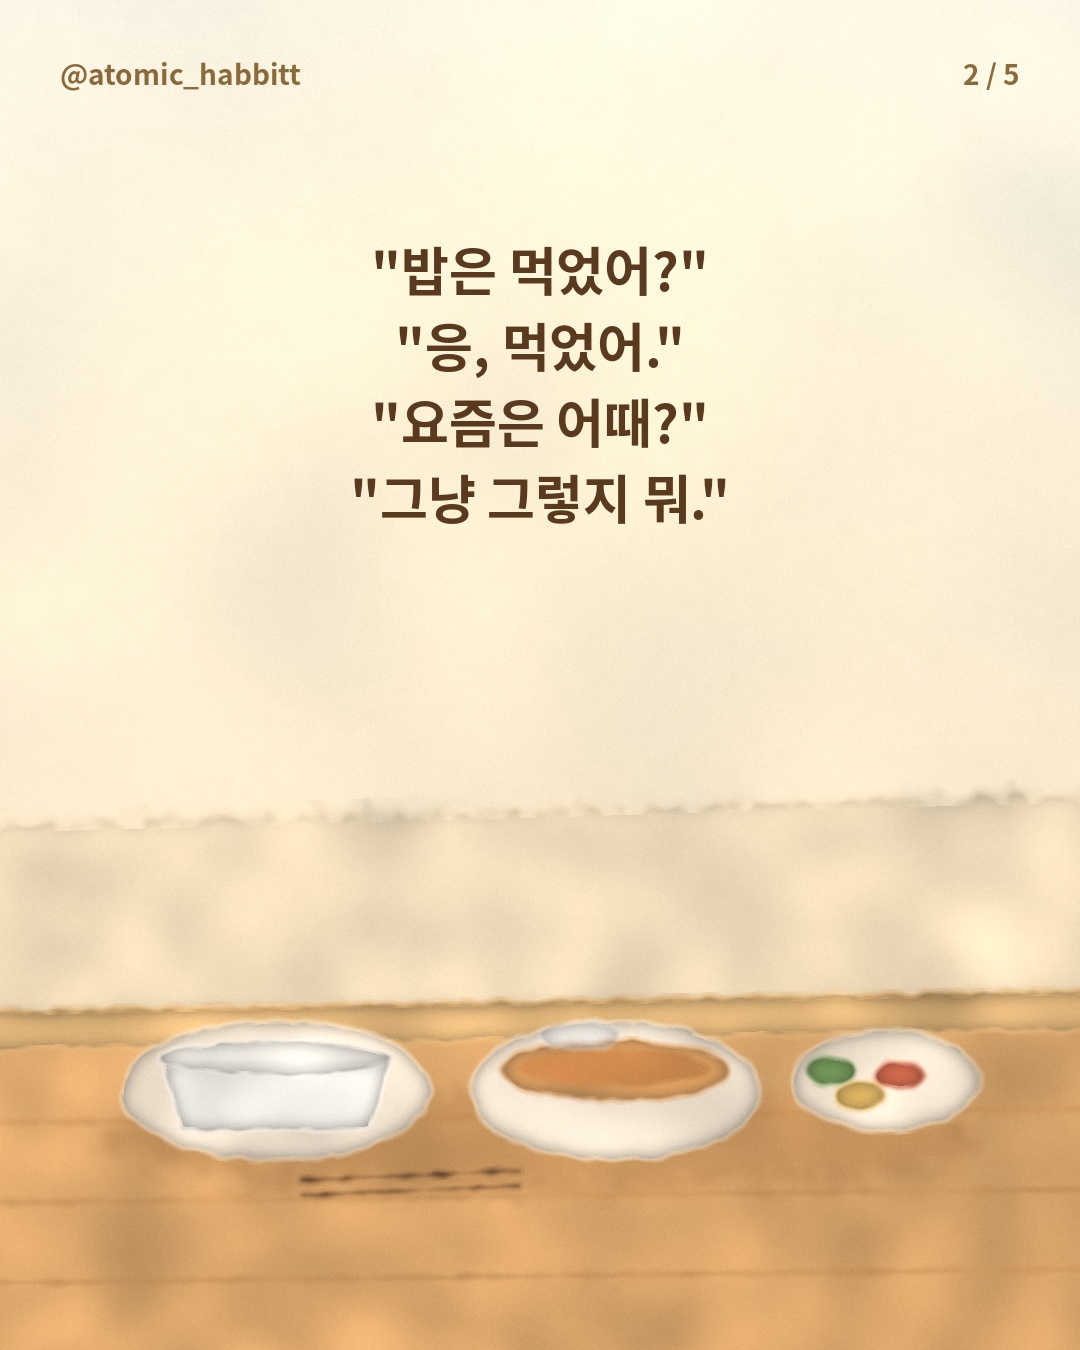 @atomic_habbitt
2 / 5
"밥은 먹었어?"
"응, 먹었어."
"요즘은 어때?"
"그냥 그렇지 뭐."